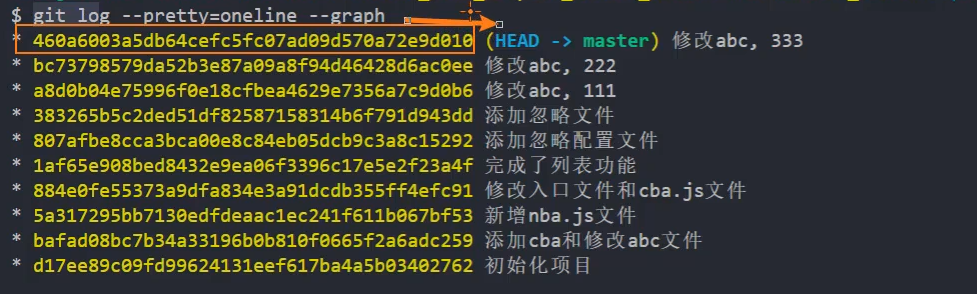 $ git log --pretty=oneline --graph
* 460a6003a5db64cefc5fc07ad09d570a72e9d010 (HEAD -> master) 修改abc, 333
* bc73798579da52b3e87a09a8f94d46428d6ac0ee 修改abc, 222
* a8d0b04e75996f0e18cfbea4629e7356a7c9d0b6 修改abc, 111
* 383265b5c2ded51df82587158314b6f791d943dd 添加忽略文件
* 807afbe8cca3bca00e8c84eb05dcb9c3a8c15292 添加忽略配置文件
* 1af65e908bed8432e9ea06f3396c17e5e2f23a4f 完成了列表功能
* 884e0fe55373a9dfa834e3a91dcdb355ff4efc91 修改入口文件和cba.js文件
* 5a317295bb7130edfdeaac1ec241f611b067bf53 新增nba.js文件
* bafad08bc7b34a33196b0b810f0665f2a6adc259 添加cba和修改abc文件
* d17ee89c09fd99624131eef617ba4a5b03402762 初始化项目